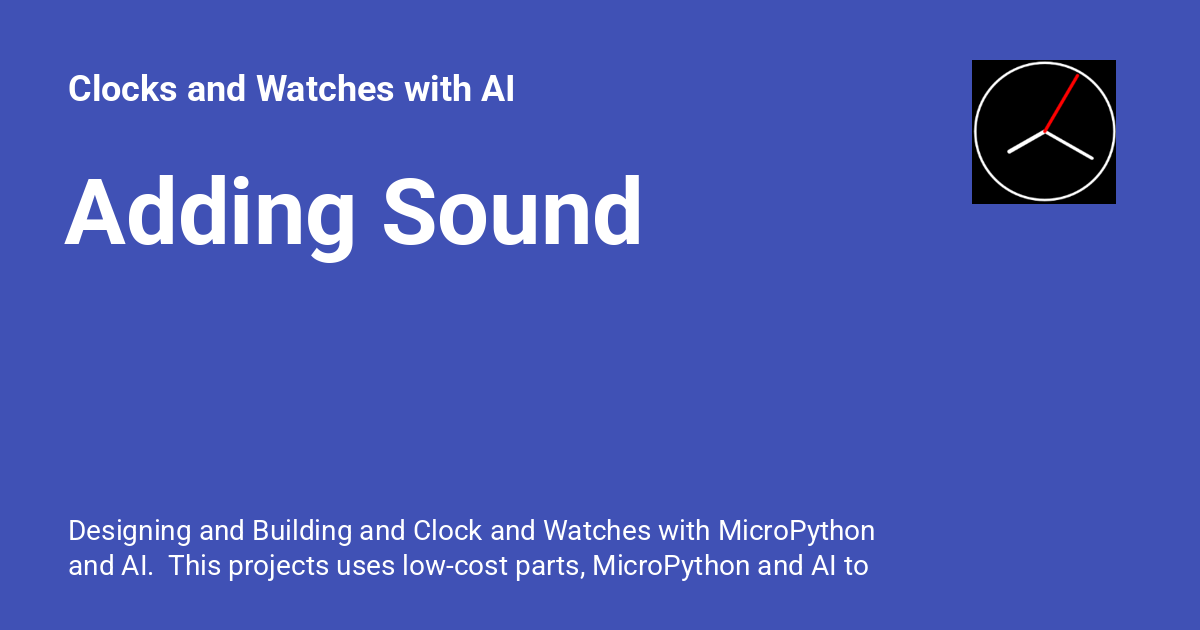 Clocks and Watches with AI
Adding Sound
Designing and Building and Clock and Watches with MicroPython
and AI.  This projects uses low-cost parts, MicroPython and AI to